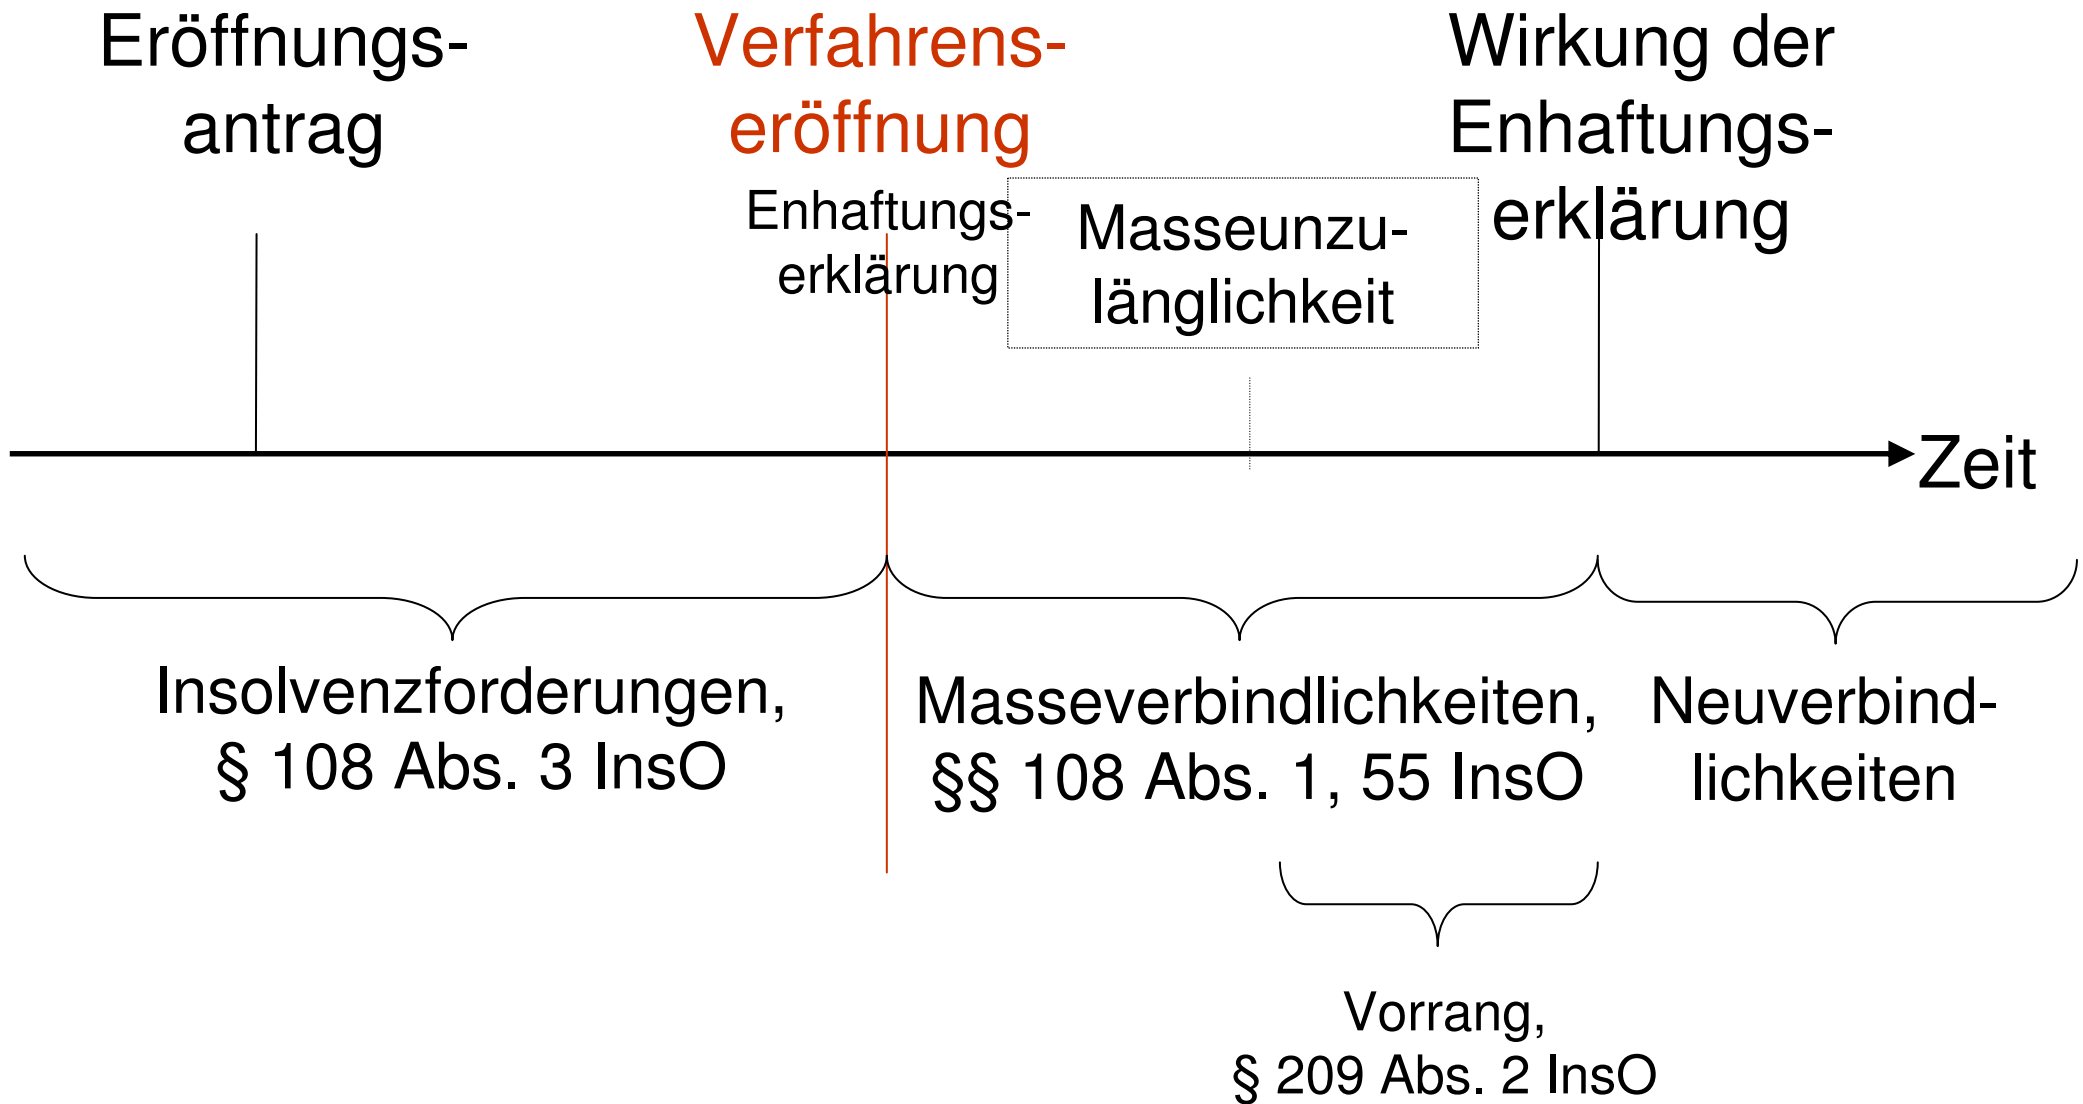 Eröffnungs-
antrag
Verfahrens-
eröffnung
Enhaftungs-
erklärung
Masseunzu-
länglichkeit
Wirkung der
Enhaftungs-
erklärung
Zeit
Insolvenzforderungen,
§ 108 Abs. 3 InsO
Masseverbindlichkeiten,
§§ 108 Abs. 1, 55 InsO
Neuverbind-
lichkeiten
Vorrang,
§ 209 Abs. 2 InsO